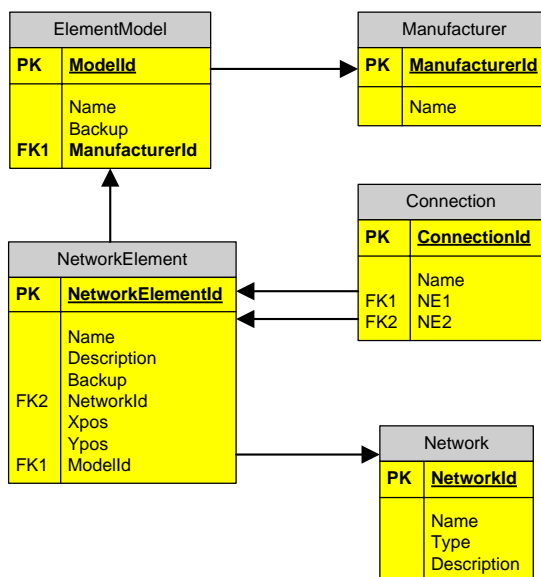 ElementModel
PK ModelId
Name
Backup
FK1 ManufacturerId
Manufacturer
PK ManufacturerId
Name
Connection
PK ConnectionId
Name
FK1 NE1
FK2 NE2
NetworkElement
PK NetworkElementId
Name
Description
Backup
FK2 NetworkId
Xpos
Ypos
FK1 ModelId
Network
PK NetworkId
Name
Type
Description